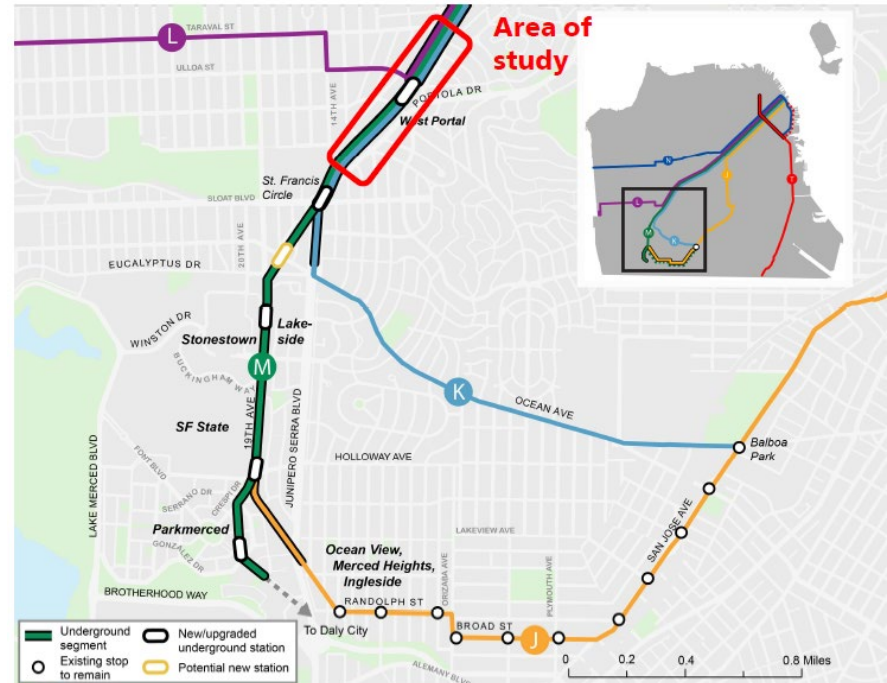 TARAVAL ST
L
ULLOA ST
14TH AVE
Area of
study
PORTOLA DR
West Portal
St. Francis
Circle
SLOAT BLVD
20TH AVE
EUCALYPTUS DR
WINSTON DR
Stonestown
Lake-
side
BUCKINGHAM WAY
M
SF State
19TH AVE
JUNIPERO SERRA BLVD
K
OCEAN AVE
Balboa
Park
HOLLOWAY AVE
LAKE MERCED BLVD
FONT BLVD
SERRANO DR
CRESPI DR
Parkmerced
GONZALEZ DR
BROTHERHOOD WAY
LAKEVIEW AVE
Ocean View,
Merced Heights,
Ingleside
RANDOLPH ST
ORIZABA AVE
PLYMOUTH AVE
SAN JOSE AVE
To Daly City
BROAD ST
J
ALEMANY BLVD
N
L
J
T
M
K
Underground
segment
New/upgraded
underground station
Existing stop
to remain
Potential new station
0 0.2 0.4 0.8 Miles